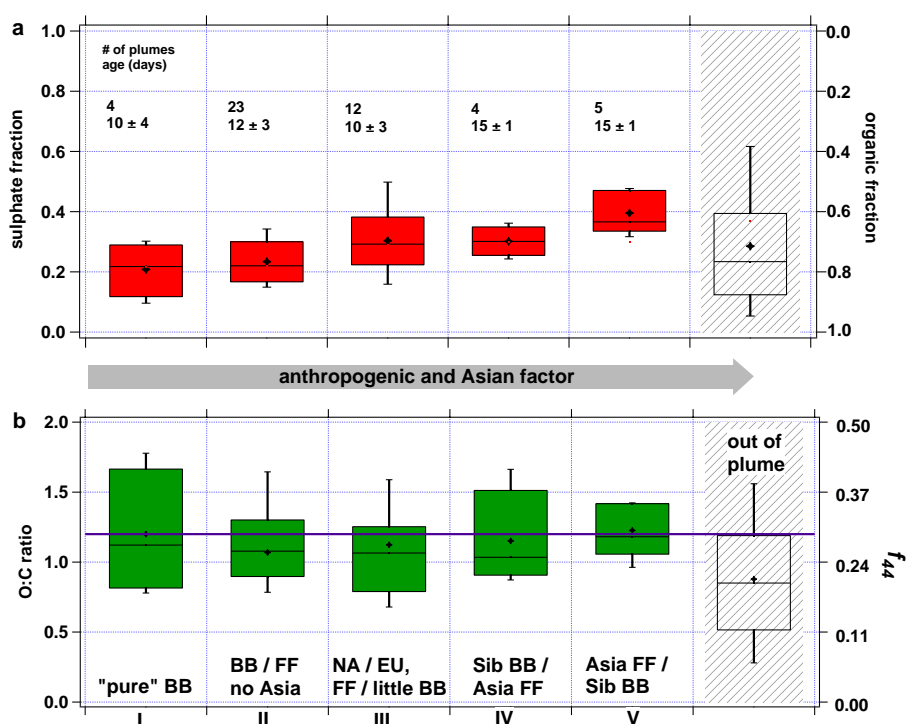 a
1.0
0.8
0.6
0.4
0.2
0.0
sulphate fraction
# of plumes
age (days)
4
10 ± 4
23
12 ± 3
12
10 ± 3
4
15 ± 1
5
15 ± 1
0.0
0.2
0.4
0.6
0.8
1.0
organic fraction
anthropogenic and Asian factor
b
2.0
1.5
1.0
0.5
0.0
O:C ratio
out of
plume
0.50
0.37
0.24
0.11
0.00
f44
"pure" BB
BB / FF
no Asia
NA / EU,
FF / little BB
Sib BB /
Asia FF
Asia FF /
Sib BB
I
II
III
IV
V